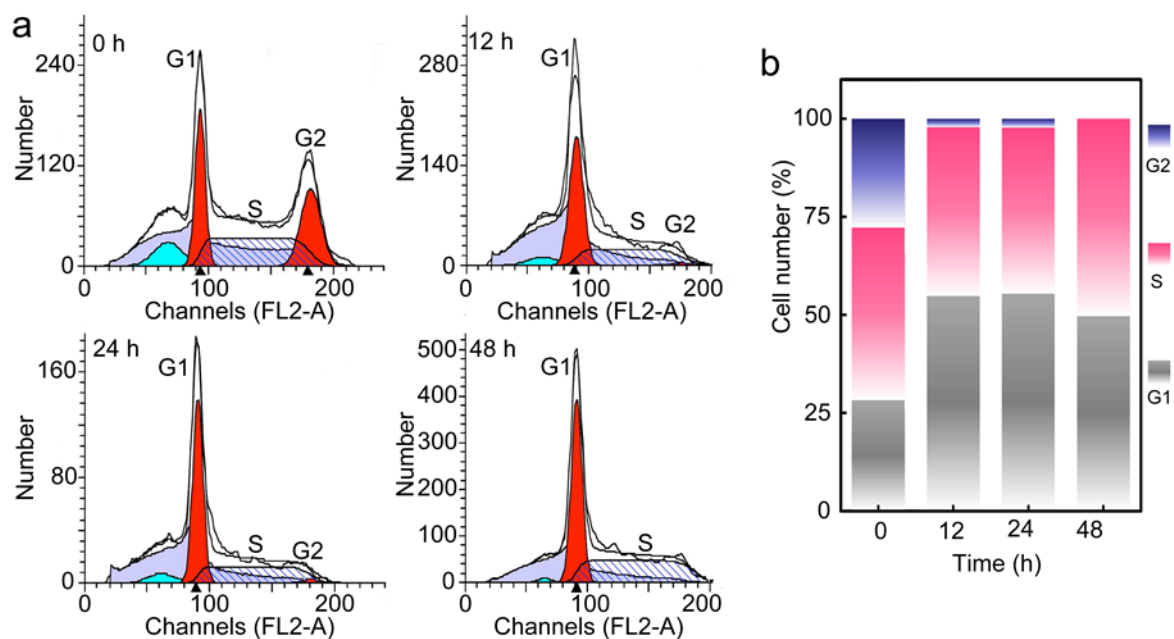 a
0 h
G1
G2
S
240
120
0
Number
0 100 200
Channels (FL2-A)
12 h
G1
S
G2
280
140
0
Number
0 100 200
Channels (FL2-A)
24 h
G1
S
G2
160
80
0
Number
0 100 200
Channels (FL2-A)
48 h
G1
S
500
400
300
200
100
0
Number
0 100 200
Channels (FL2-A)
b
100
75
50
25
0
Cell number (%)
0 12 24 48
Time (h)
G2
S
G1